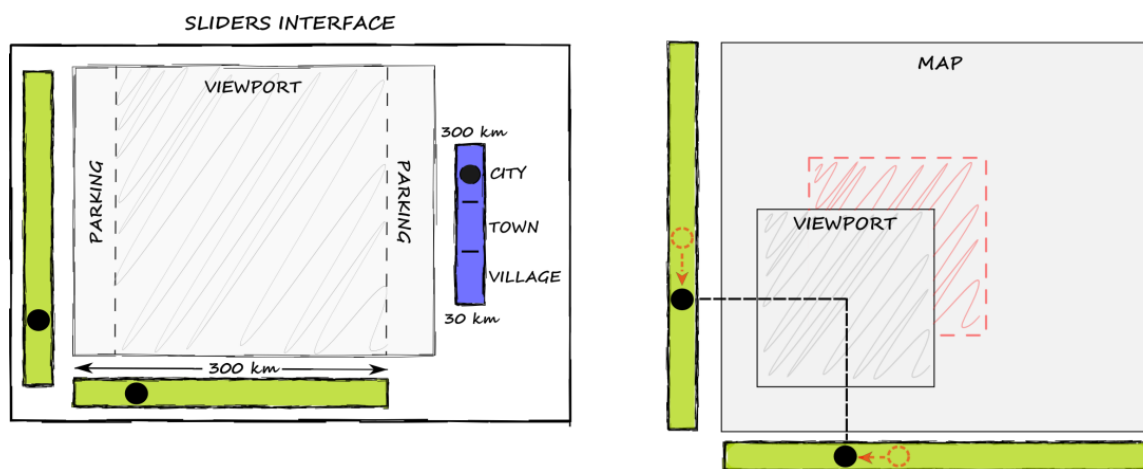 SLIDERS INTERFACE
VIEWPORT
PARKING
PARKING
300 km
CITY
TOWN
VILLAGE
30 km
300 km
MAP
VIEWPORT